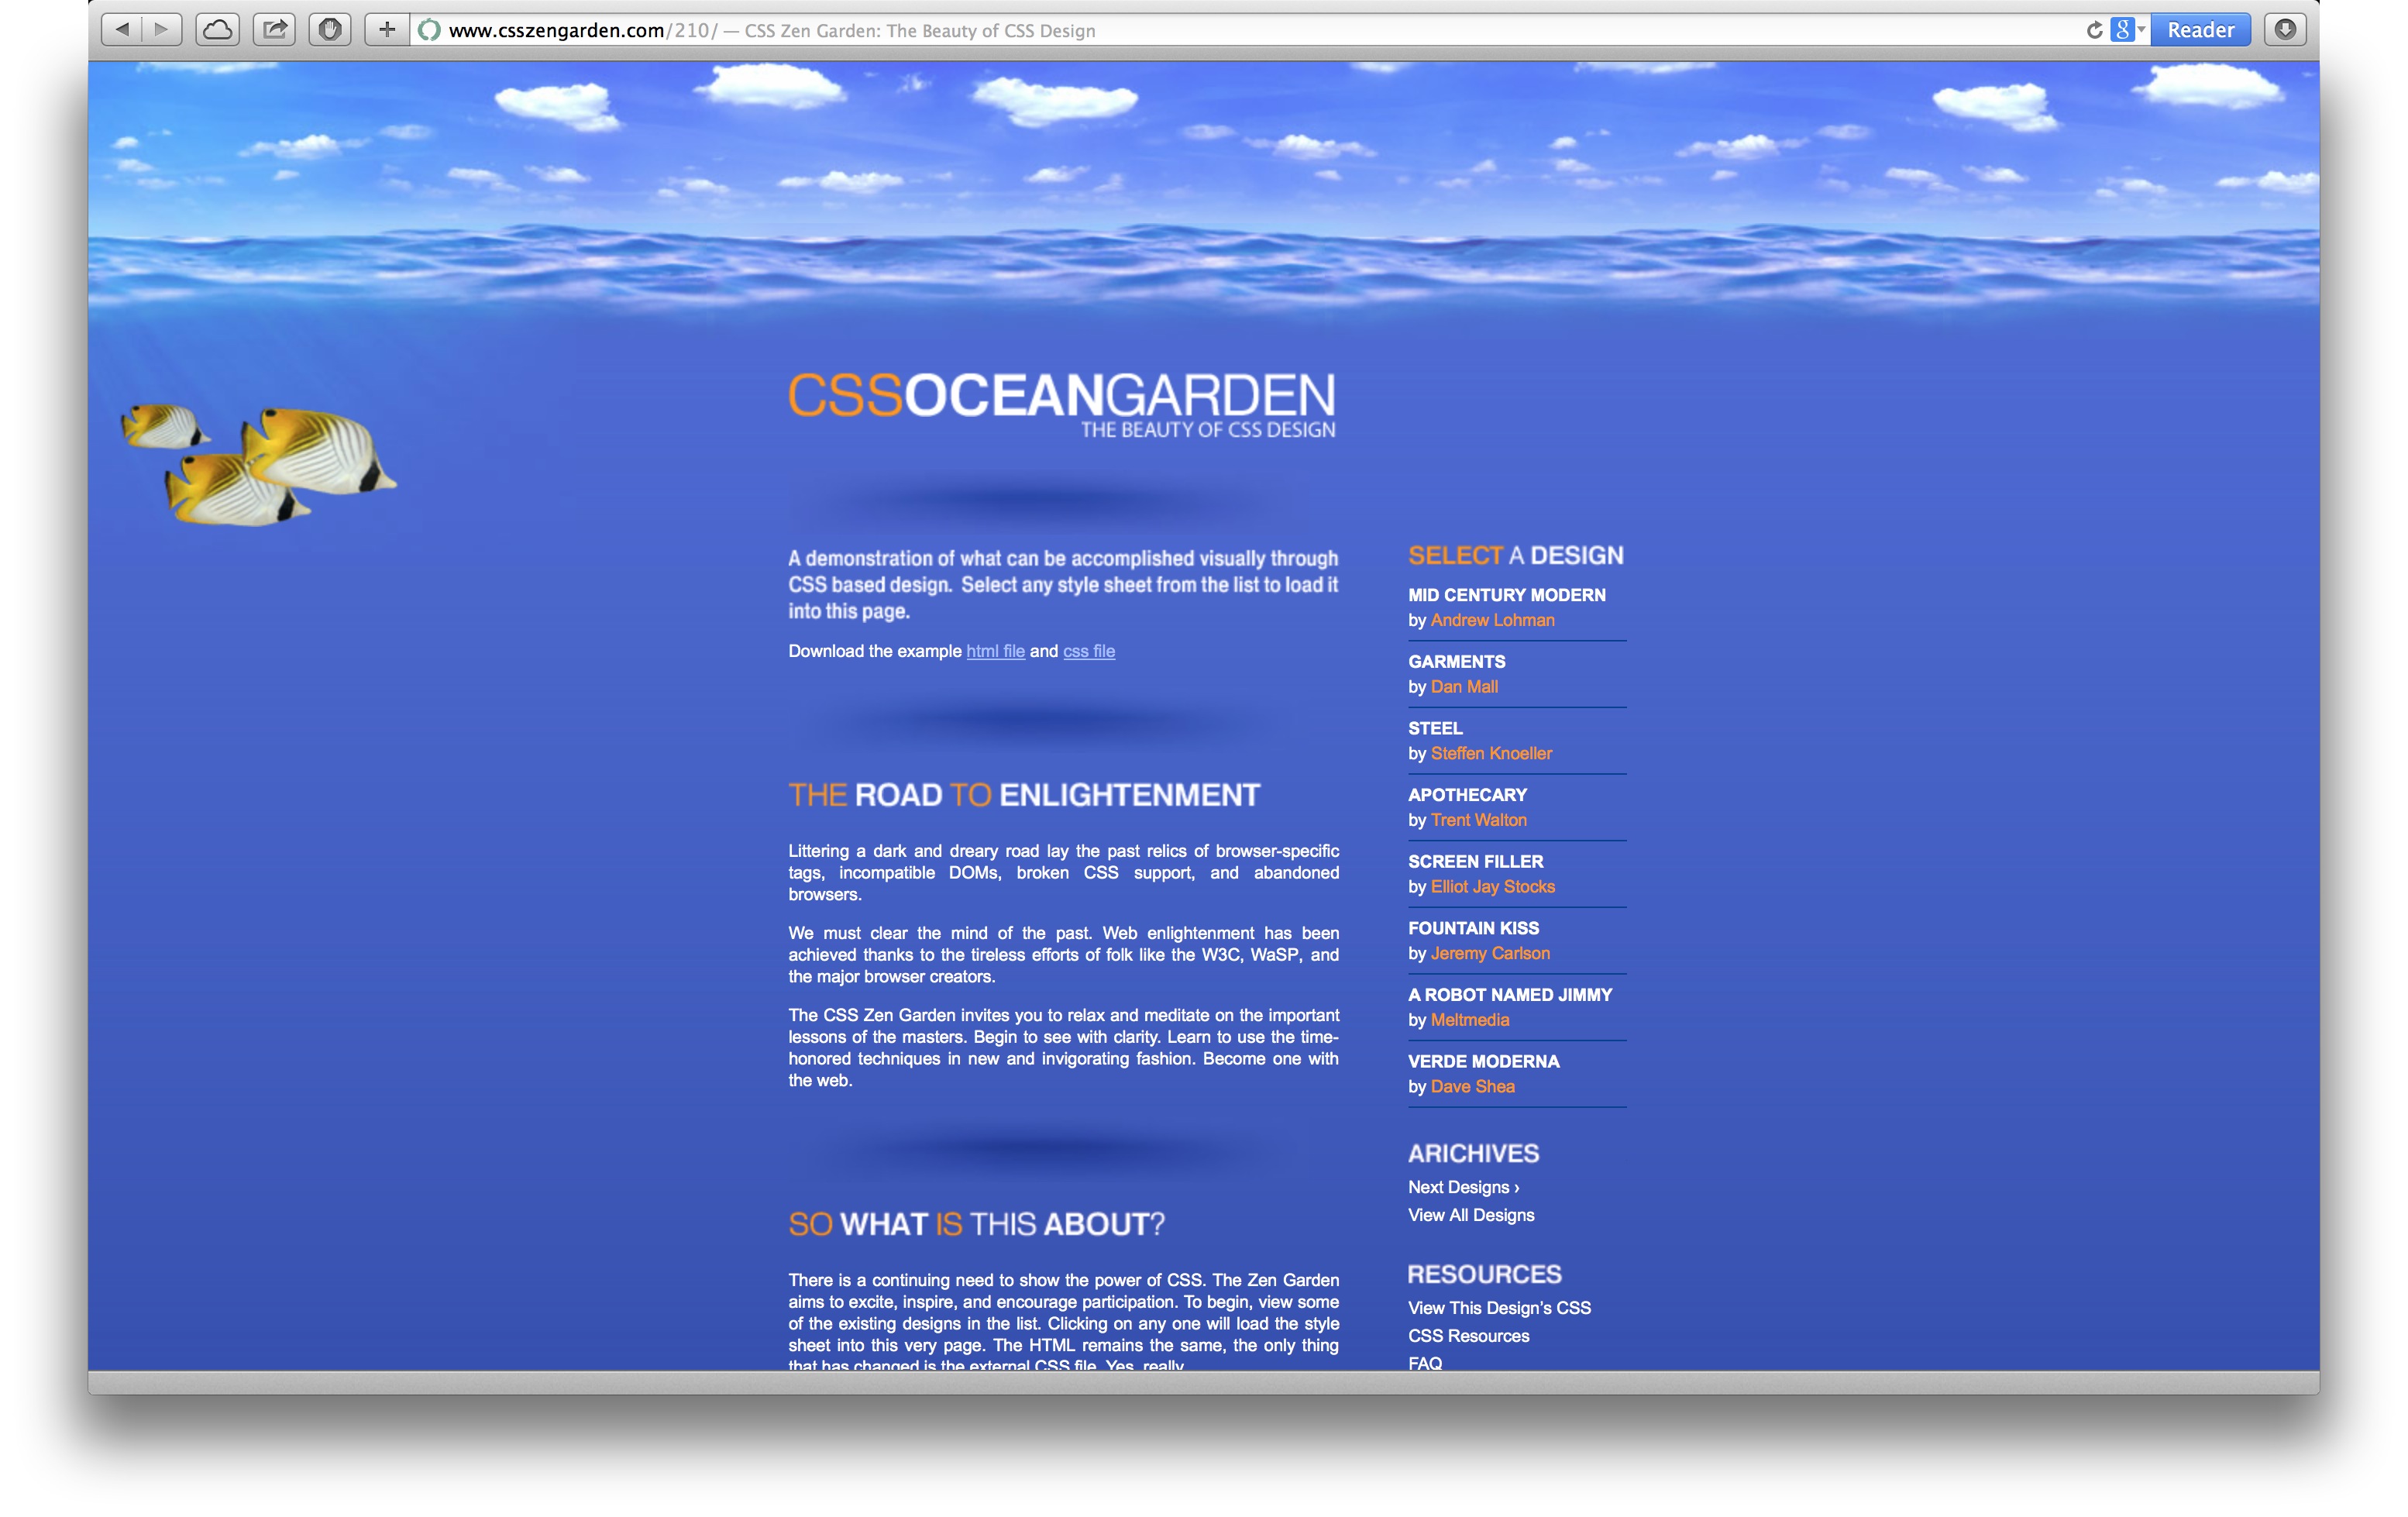 www.csszengarden.com/210/ — CSS Zen Garden: The Beauty of CSS Design
Reader
CSSOCEANGARDEN
THE BEAUTY OF CSS DESIGN
A demonstration of what can be accomplished visually through
CSS based design. Select any style sheet from the list to load it
into this page.
Download the example html file and css file
THE ROAD TO ENLIGHTENMENT
Littering a dark and dreary road lay the past relics of browser-specific
tags, incompatible DOMs, broken CSS support, and abandoned
browsers.
We must clear the mind of the past. Web enlightenment has been
achieved thanks to the tireless efforts of folk like the W3C, WaSP, and
the major browser creators.
The CSS Zen Garden invites you to relax and meditate on the important
lessons of the masters. Begin to see with clarity. Learn to use the time-
honored techniques in new and invigorating fashion. Become one with
the web.
SO WHAT IS THIS ABOUT?
There is a continuing need to show the power of CSS. The Zen Garden
aims to excite, inspire, and encourage participation. To begin, view some
of the existing designs in the list. Clicking on any one will load the style
sheet into this very page. The HTML remains the same, the only thing
that has changed is the external CSS file. Yes, really.
SELECT A DESIGN
MID CENTURY MODERN
by Andrew Lohman
GARMENTS
by Dan Mall
STEEL
by Steffen Knoeller
APOTHECARY
by Trent Walton
SCREEN FILLER
by Elliot Jay Stocks
FOUNTAIN KISS
by Jeremy Carlson
A ROBOT NAMED JIMMY
by Meltmedia
VERDE MODERNA
by Dave Shea
ARICHIVES
Next Designs ›
View All Designs
RESOURCES
View This Design's CSS
CSS Resources
FAQ